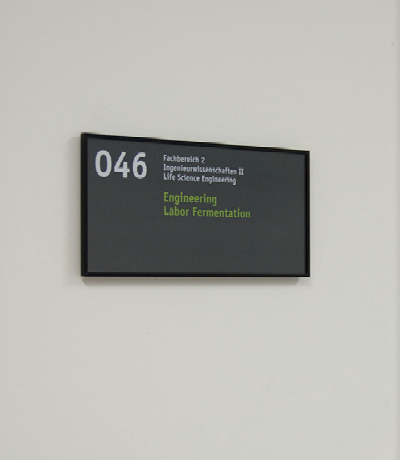 046
Fachbereich 2
Ingenieurwissenschaften II
Life Science Engineering
Engineering
Labor Fermentation